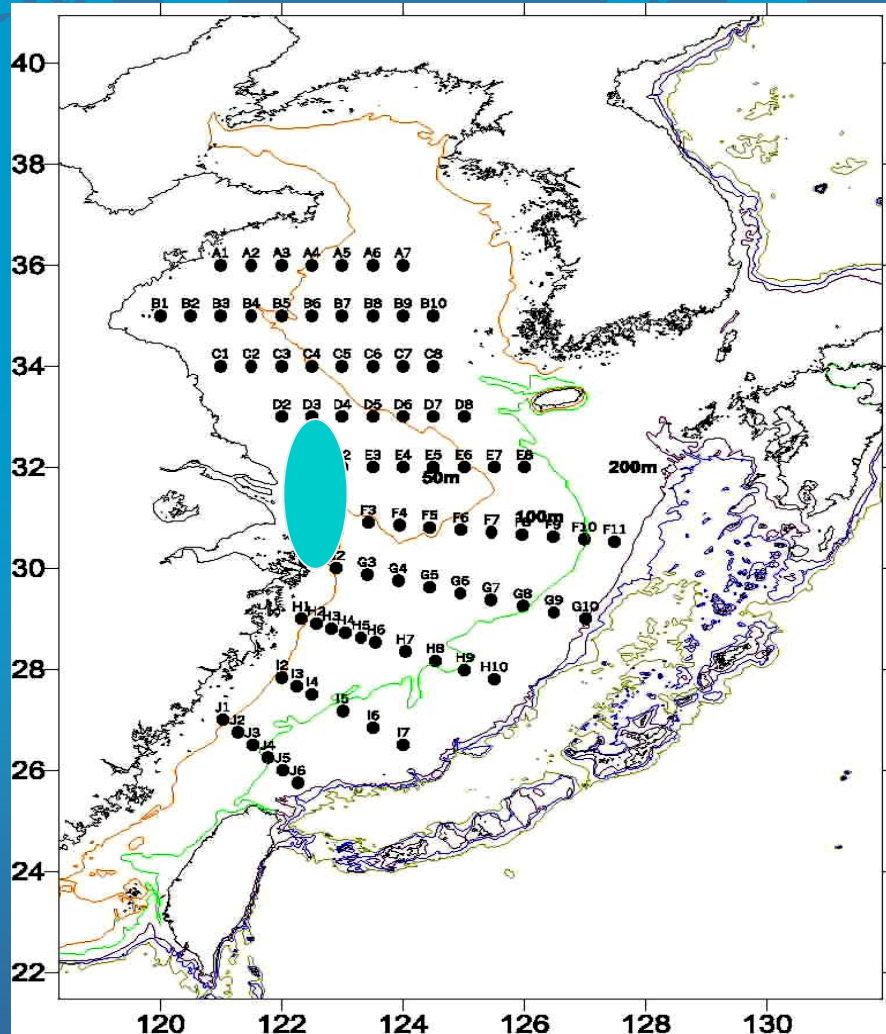 40
38
A1 A2 A3 A4 A5 A6 A7
36
B1 B2 B3 B4 B5 B6 B7 B8 B9 B10
C1 C2 C3 C4 C5 C6 C7 C8
34
D2 D3 D4 D5 D6 D7 D8
E3 E4 E5 E6 E7 E8
32
50m
200m
100m
F3 F4 F5 F6 F7 F9 F10 F11
30
G3 G4 G5 G6 G7 G8 G9 G10
H1 H2 H3 H4 H5 H6 H7 H8 H9 H10
28
I2 I3 I4 I5 I6 I7
J1 J2 J3 J4 J5 J6
26
24
22
120 122 124 126 128 130